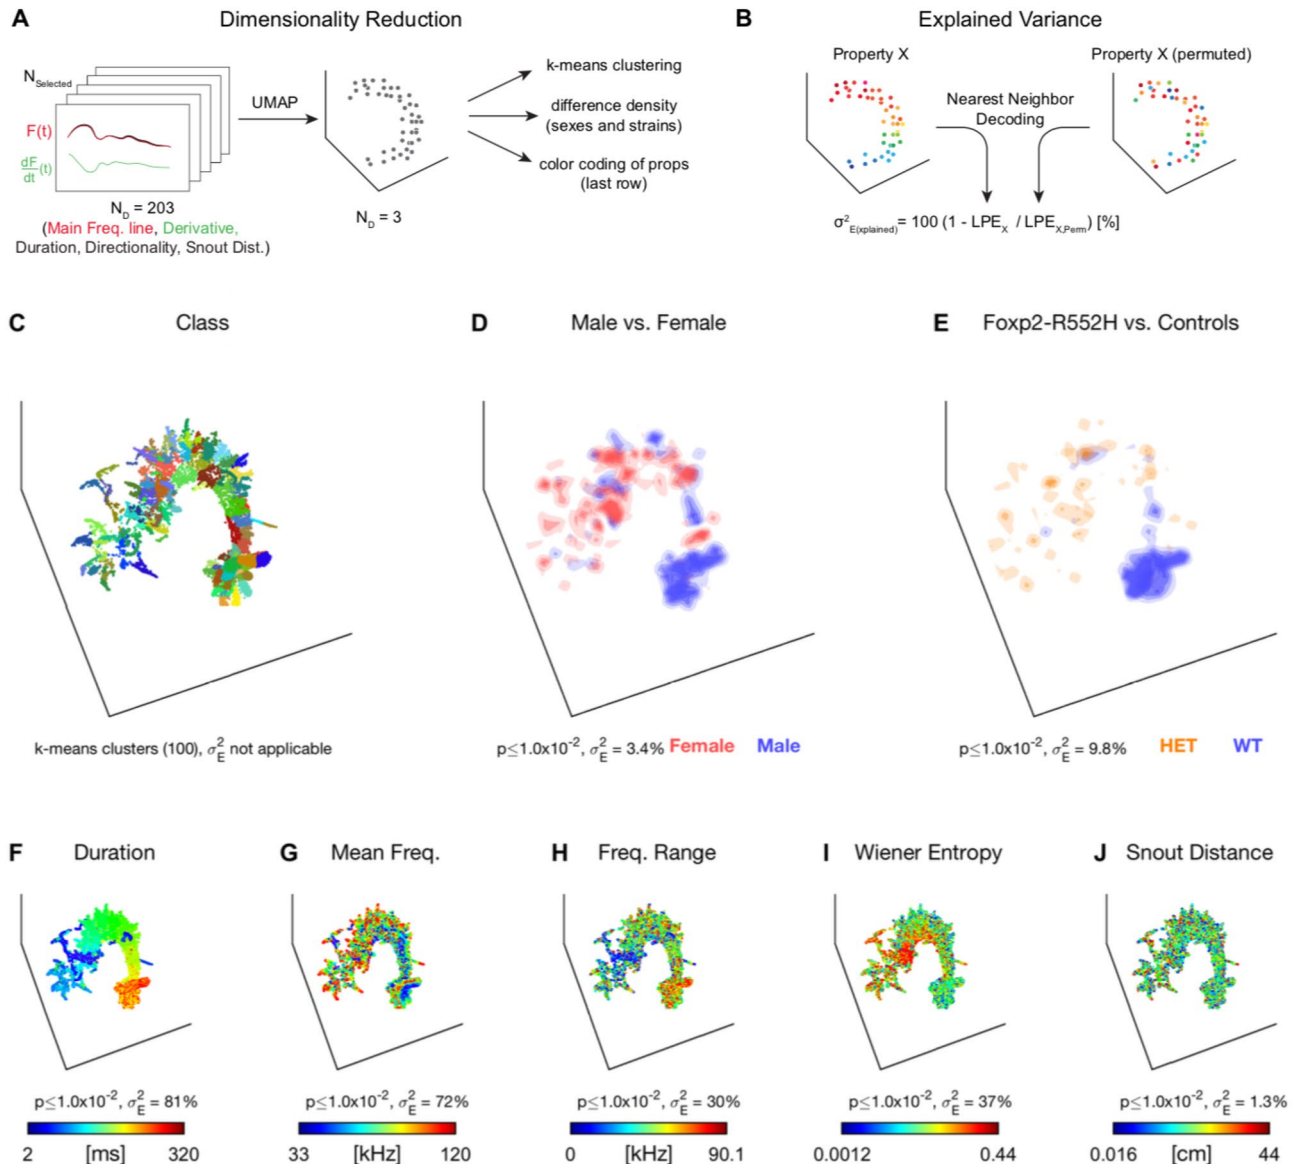 A Dimensionality Reduction
N_Selected
F(t)
dF/dt (t)
N_D = 203
(Main Freq. line, Derivative,
Duration, Directionality, Snout Dist.)
UMAP
N_D = 3
k-means clustering
difference density
(sexes and strains)
color coding of props
(last row)
B Explained Variance
Property X
Property X (permuted)
Nearest Neighbor
Decoding
σ²_E(xplained) = 100 (1 - LPE_X / LPE_X,Perm) [%]
C Class
k-means clusters (100), σ²_E not applicable
D Male vs. Female
p≤1.0x10⁻², σ²_E = 3.4% Female Male
E Foxp2-R552H vs. Controls
p≤1.0x10⁻², σ²_E = 9.8% HET WT
F Duration
p≤1.0x10⁻², σ²_E = 81%
2 [ms] 320
G Mean Freq.
p≤1.0x10⁻², σ²_E = 72%
33 [kHz] 120
H Freq. Range
p≤1.0x10⁻², σ²_E = 30%
0 [kHz] 90.1
I Wiener Entropy
p≤1.0x10⁻², σ²_E = 37%
0.0012 0.44
J Snout Distance
p≤1.0x10⁻², σ²_E = 1.3%
0.016 [cm] 44